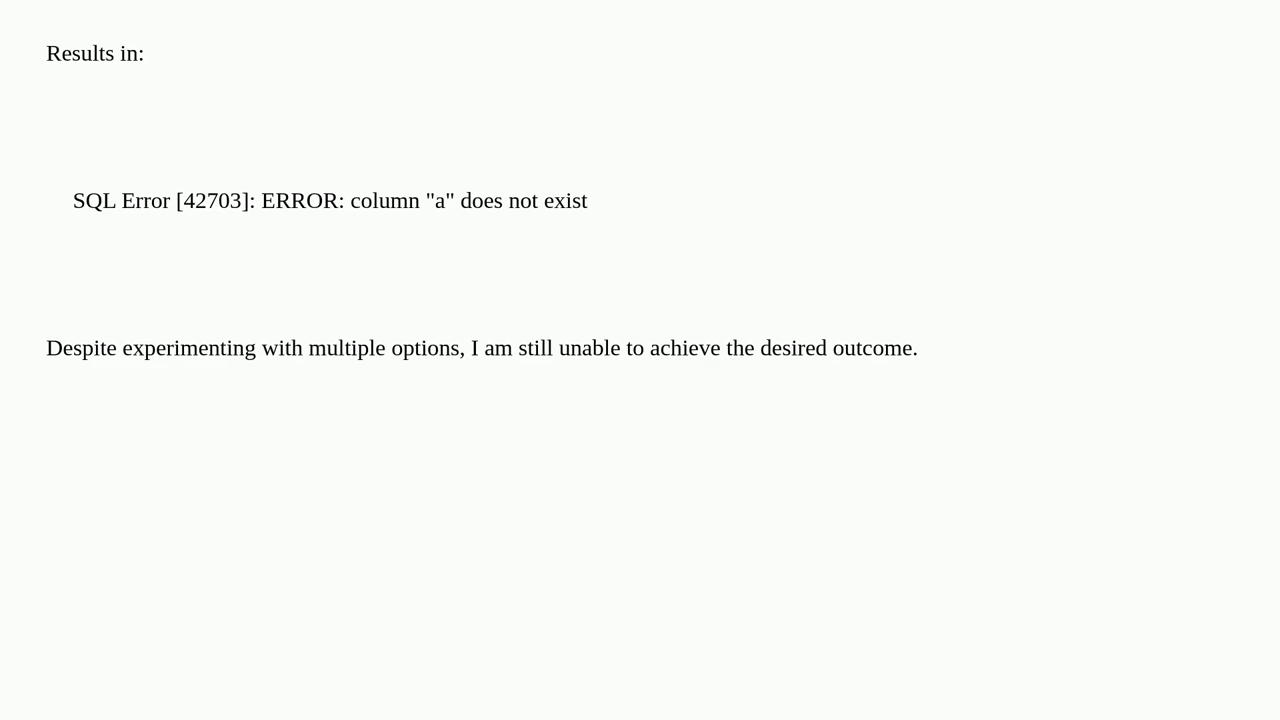 Results in:
SQL Error [42703]: ERROR: column "a" does not exist
Despite experimenting with multiple options, I am still unable to achieve the desired outcome.